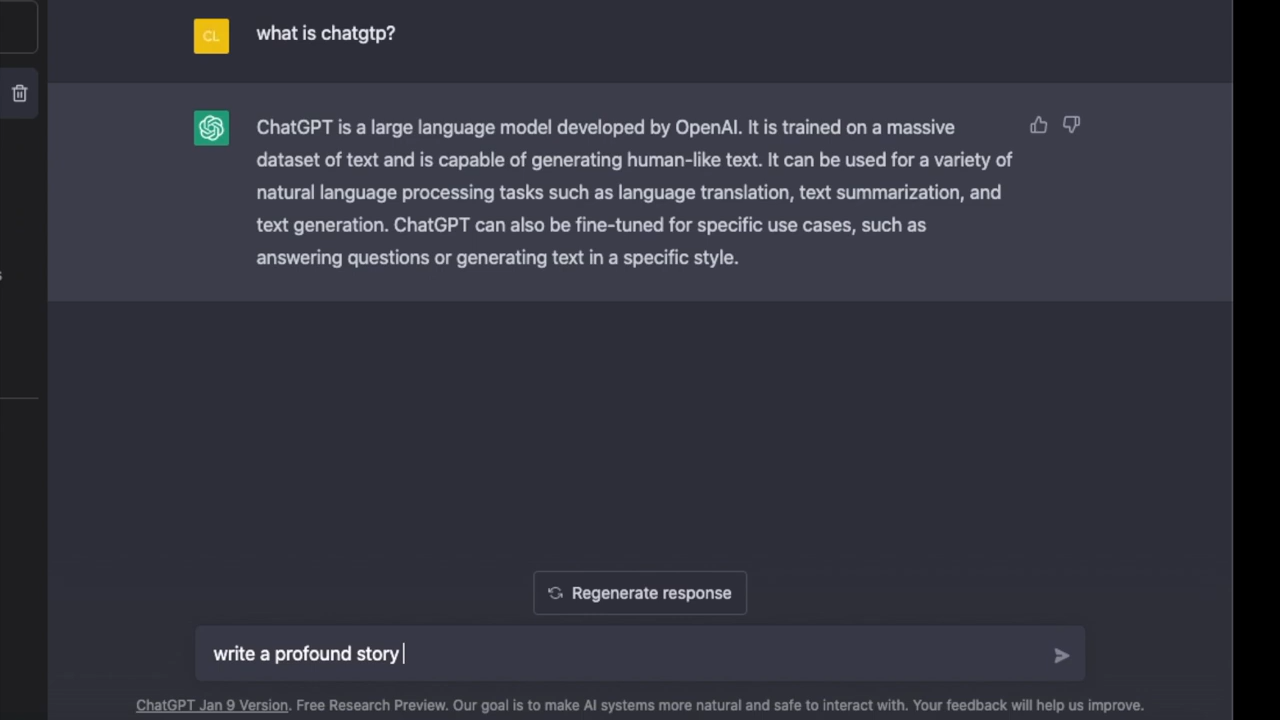 CL
what is chatgtp?
ChatGPT is a large language model developed by OpenAI. It is trained on a massive
dataset of text and is capable of generating human-like text. It can be used for a variety of
natural language processing tasks such as language translation, text summarization, and
text generation. ChatGPT can also be fine-tuned for specific use cases, such as
answering questions or generating text in a specific style.
s
Regenerate response
write a profound story
ChatGPT Jan 9 Version. Free Research Preview. Our goal is to make AI systems more natural and safe to interact with. Your feedback will help us improve.